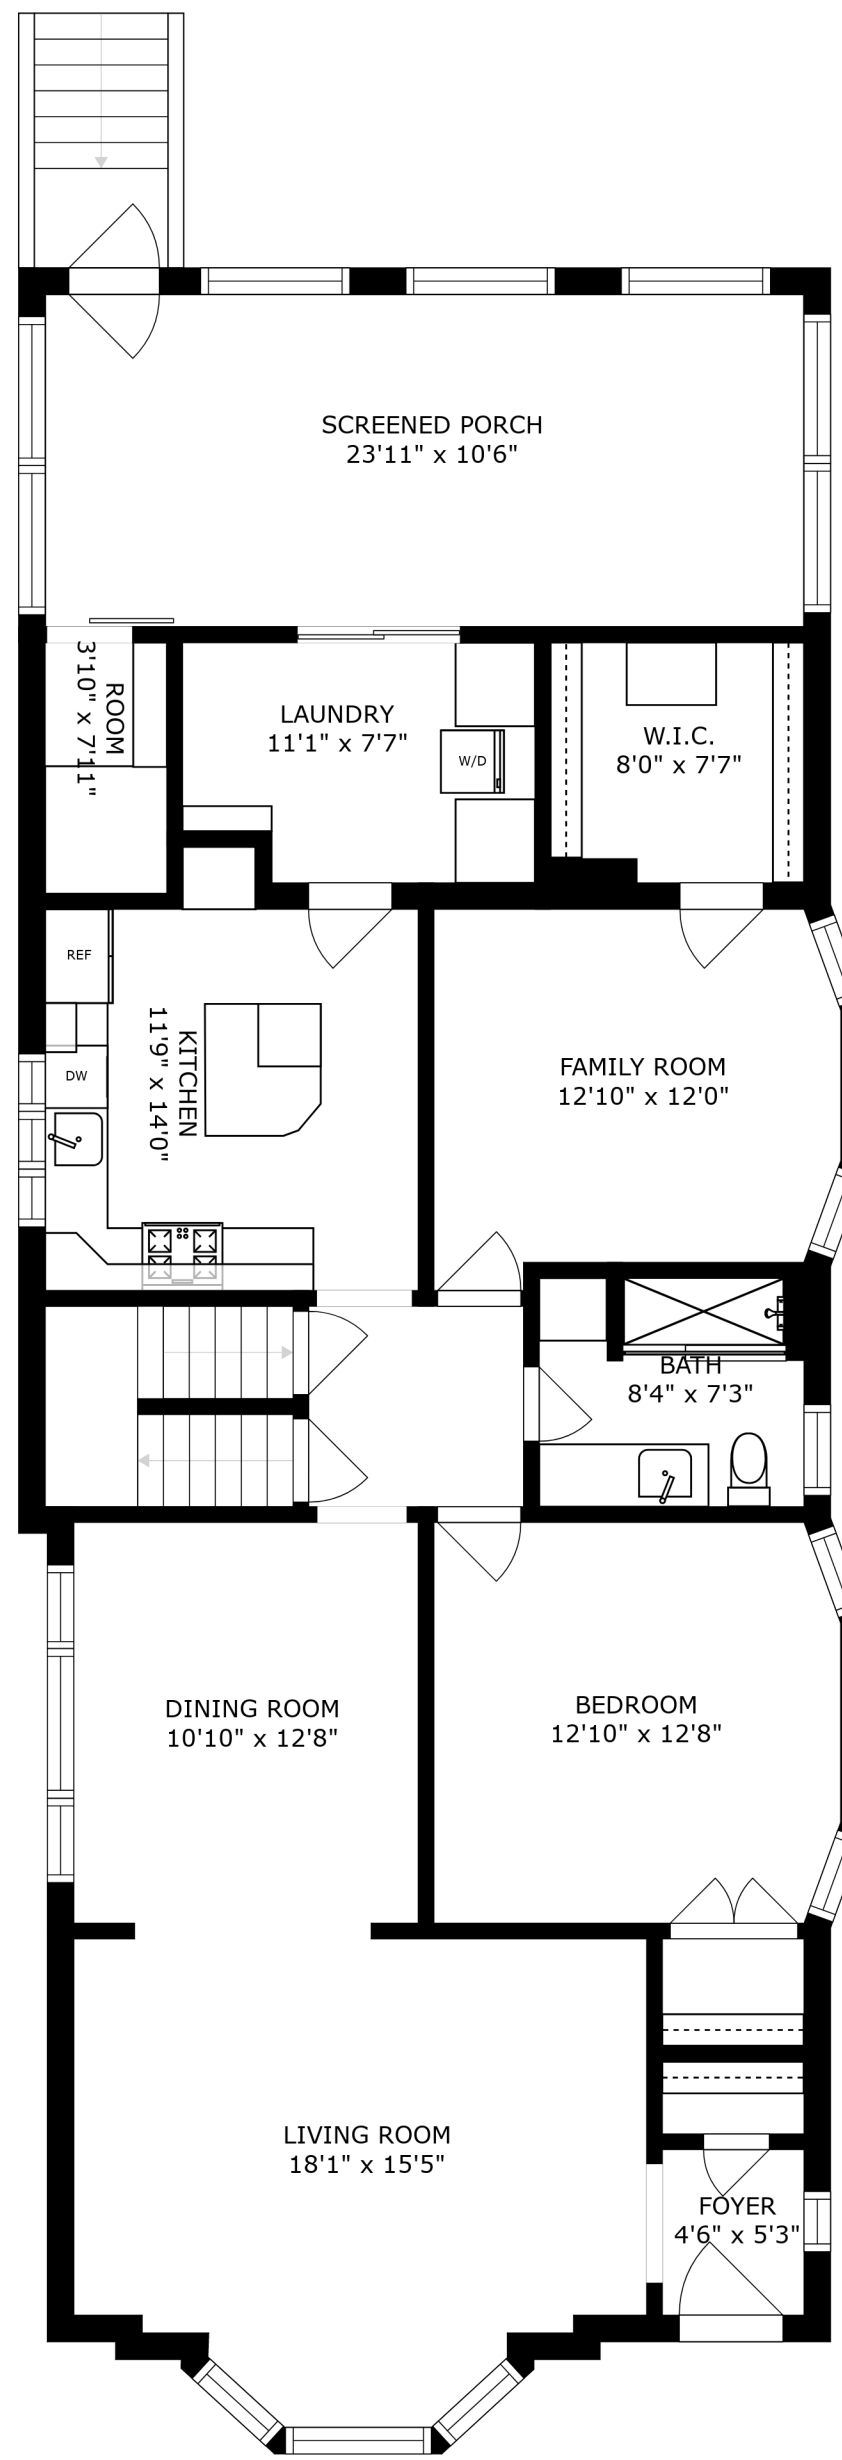 SCREENED PORCH
23'11" x 10'6"
ROOM
3'10" x 7'11"
LAUNDRY
11'1" x 7'7"
W/D
W.I.C.
8'0" x 7'7"
REF
DW
KITCHEN
11'9" x 14'0"
FAMILY ROOM
12'10" x 12'0"
BATH
8'4" x 7'3"
DINING ROOM
10'10" x 12'8"
BEDROOM
12'10" x 12'8"
LIVING ROOM
18'1" x 15'5"
FOYER
4'6" x 5'3"